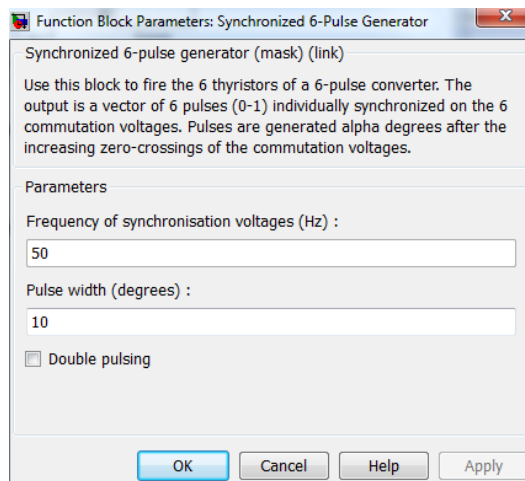 Function Block Parameters: Synchronized 6-Pulse Generator
Synchronized 6-pulse generator (mask) (link)
Use this block to fire the 6 thyristors of a 6-pulse converter. The
output is a vector of 6 pulses (0-1) individually synchronized on the 6
commutation voltages. Pulses are generated alpha degrees after the
increasing zero-crossings of the commutation voltages.
Parameters
Frequency of synchronisation voltages (Hz) :
50
Pulse width (degrees) :
10
Double pulsing
OK Cancel Help Apply